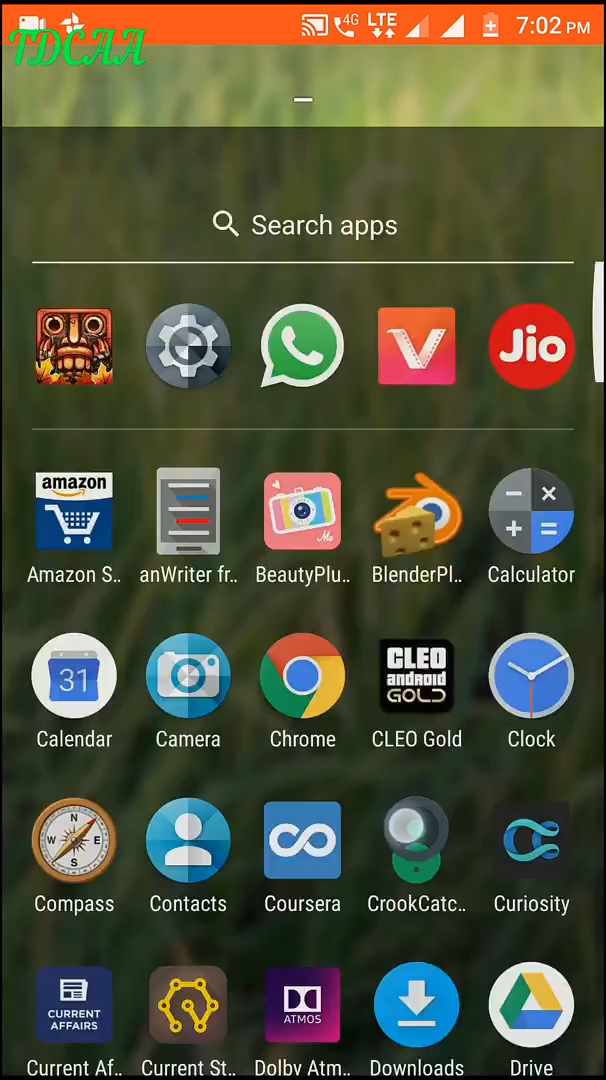 4G LTE 7:02 PM
TDCAA
Search apps
Jio
amazon
Me
Amazon S.. anWriter fr.. BeautyPlu.. BlenderPl.. Calculator
31
CLEO
android
GOLD
Calendar Camera Chrome CLEO Gold Clock
N
W E
S
Compass Contacts Coursera CrookCatc.. Curiosity
CURRENT
AFFAIRS
ATMOS
Current Af.. Current St.. Dolby Atm.. Downloads Drive